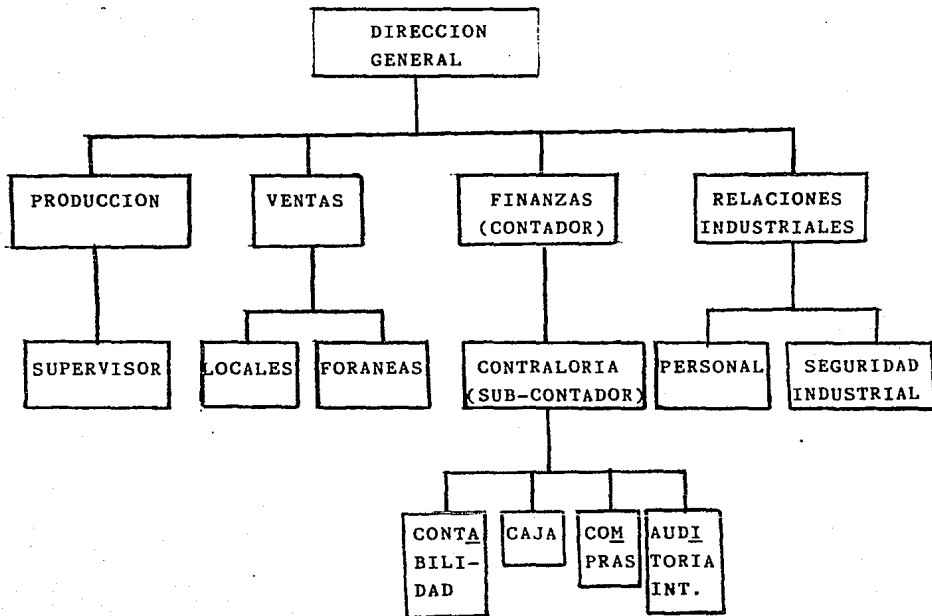 DIRECCION
GENERAL
PRODUCCION
VENTAS
FINANZAS
(CONTADOR)
RELACIONES
INDUSTRIALES
SUPERVISOR
LOCALES
FORANEAS
CONTRALORIA
(SUB-CONTADOR)
PERSONAL
SEGURIDAD
INDUSTRIAL
CONTA
BILI-
DAD
CAJA
COM
PRAS
AUDI
TORIA
INT.